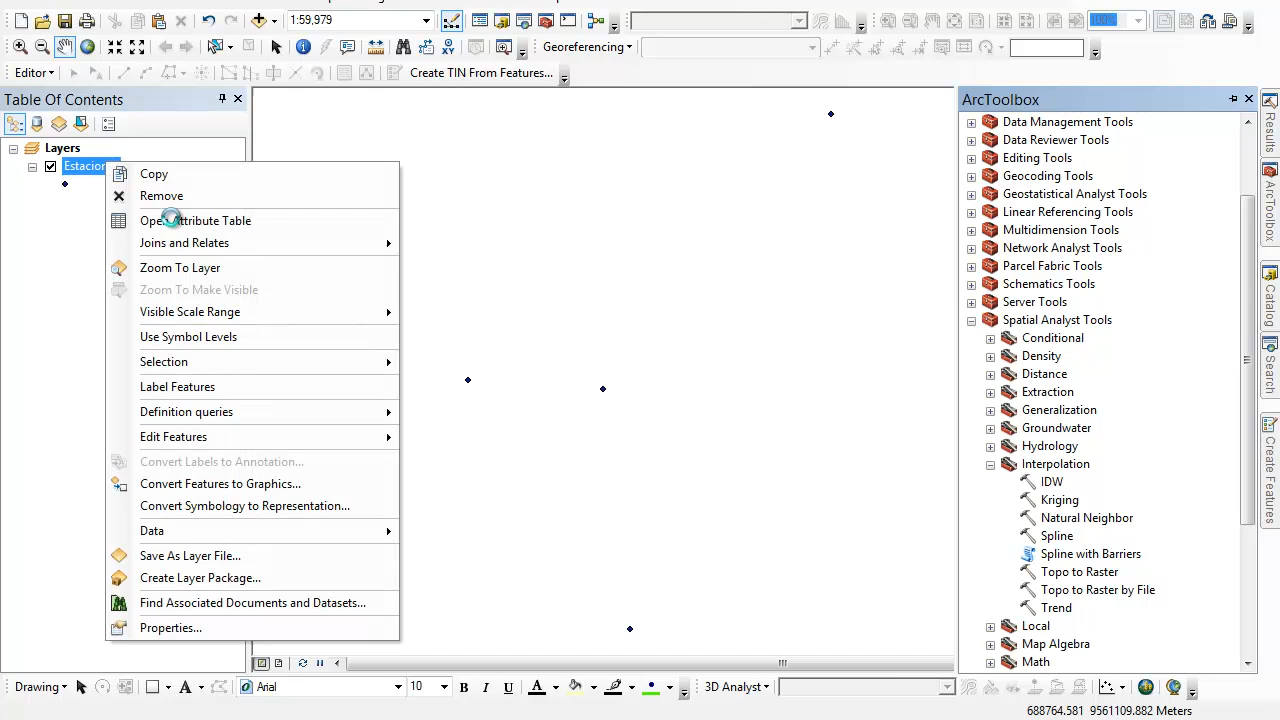 1:59,979
100%
Georeferencing
Editor
Create TIN From Features...
Table Of Contents
Layers
Copy
Remove
Open Attribute Table
Joins and Relates
Zoom To Layer
Zoom To Make Visible
Visible Scale Range
Use Symbol Levels
Selection
Label Features
Definition queries
Edit Features
Convert Labels to Annotation...
Convert Features to Graphics...
Convert Symbology to Representation...
Data
Save As Layer File...
Create Layer Package...
Find Associated Documents and Datasets...
Properties...
ArcToolbox
Data Management Tools
Data Reviewer Tools
Editing Tools
Geocoding Tools
Geostatistical Analyst Tools
Linear Referencing Tools
Multidimension Tools
Network Analyst Tools
Parcel Fabric Tools
Schematics Tools
Server Tools
Spatial Analyst Tools
Conditional
Density
Distance
Extraction
Generalization
Groundwater
Hydrology
Interpolation
IDW
Kriging
Natural Neighbor
Spline
Spline with Barriers
Topo to Raster
Topo to Raster by File
Trend
Local
Map Algebra
Math
Results
ArcToolbox
Catalog
Search
Create Features
Drawing
A
Arial
10
B I U A
3D Analyst
688764.581 9561109.882 Meters